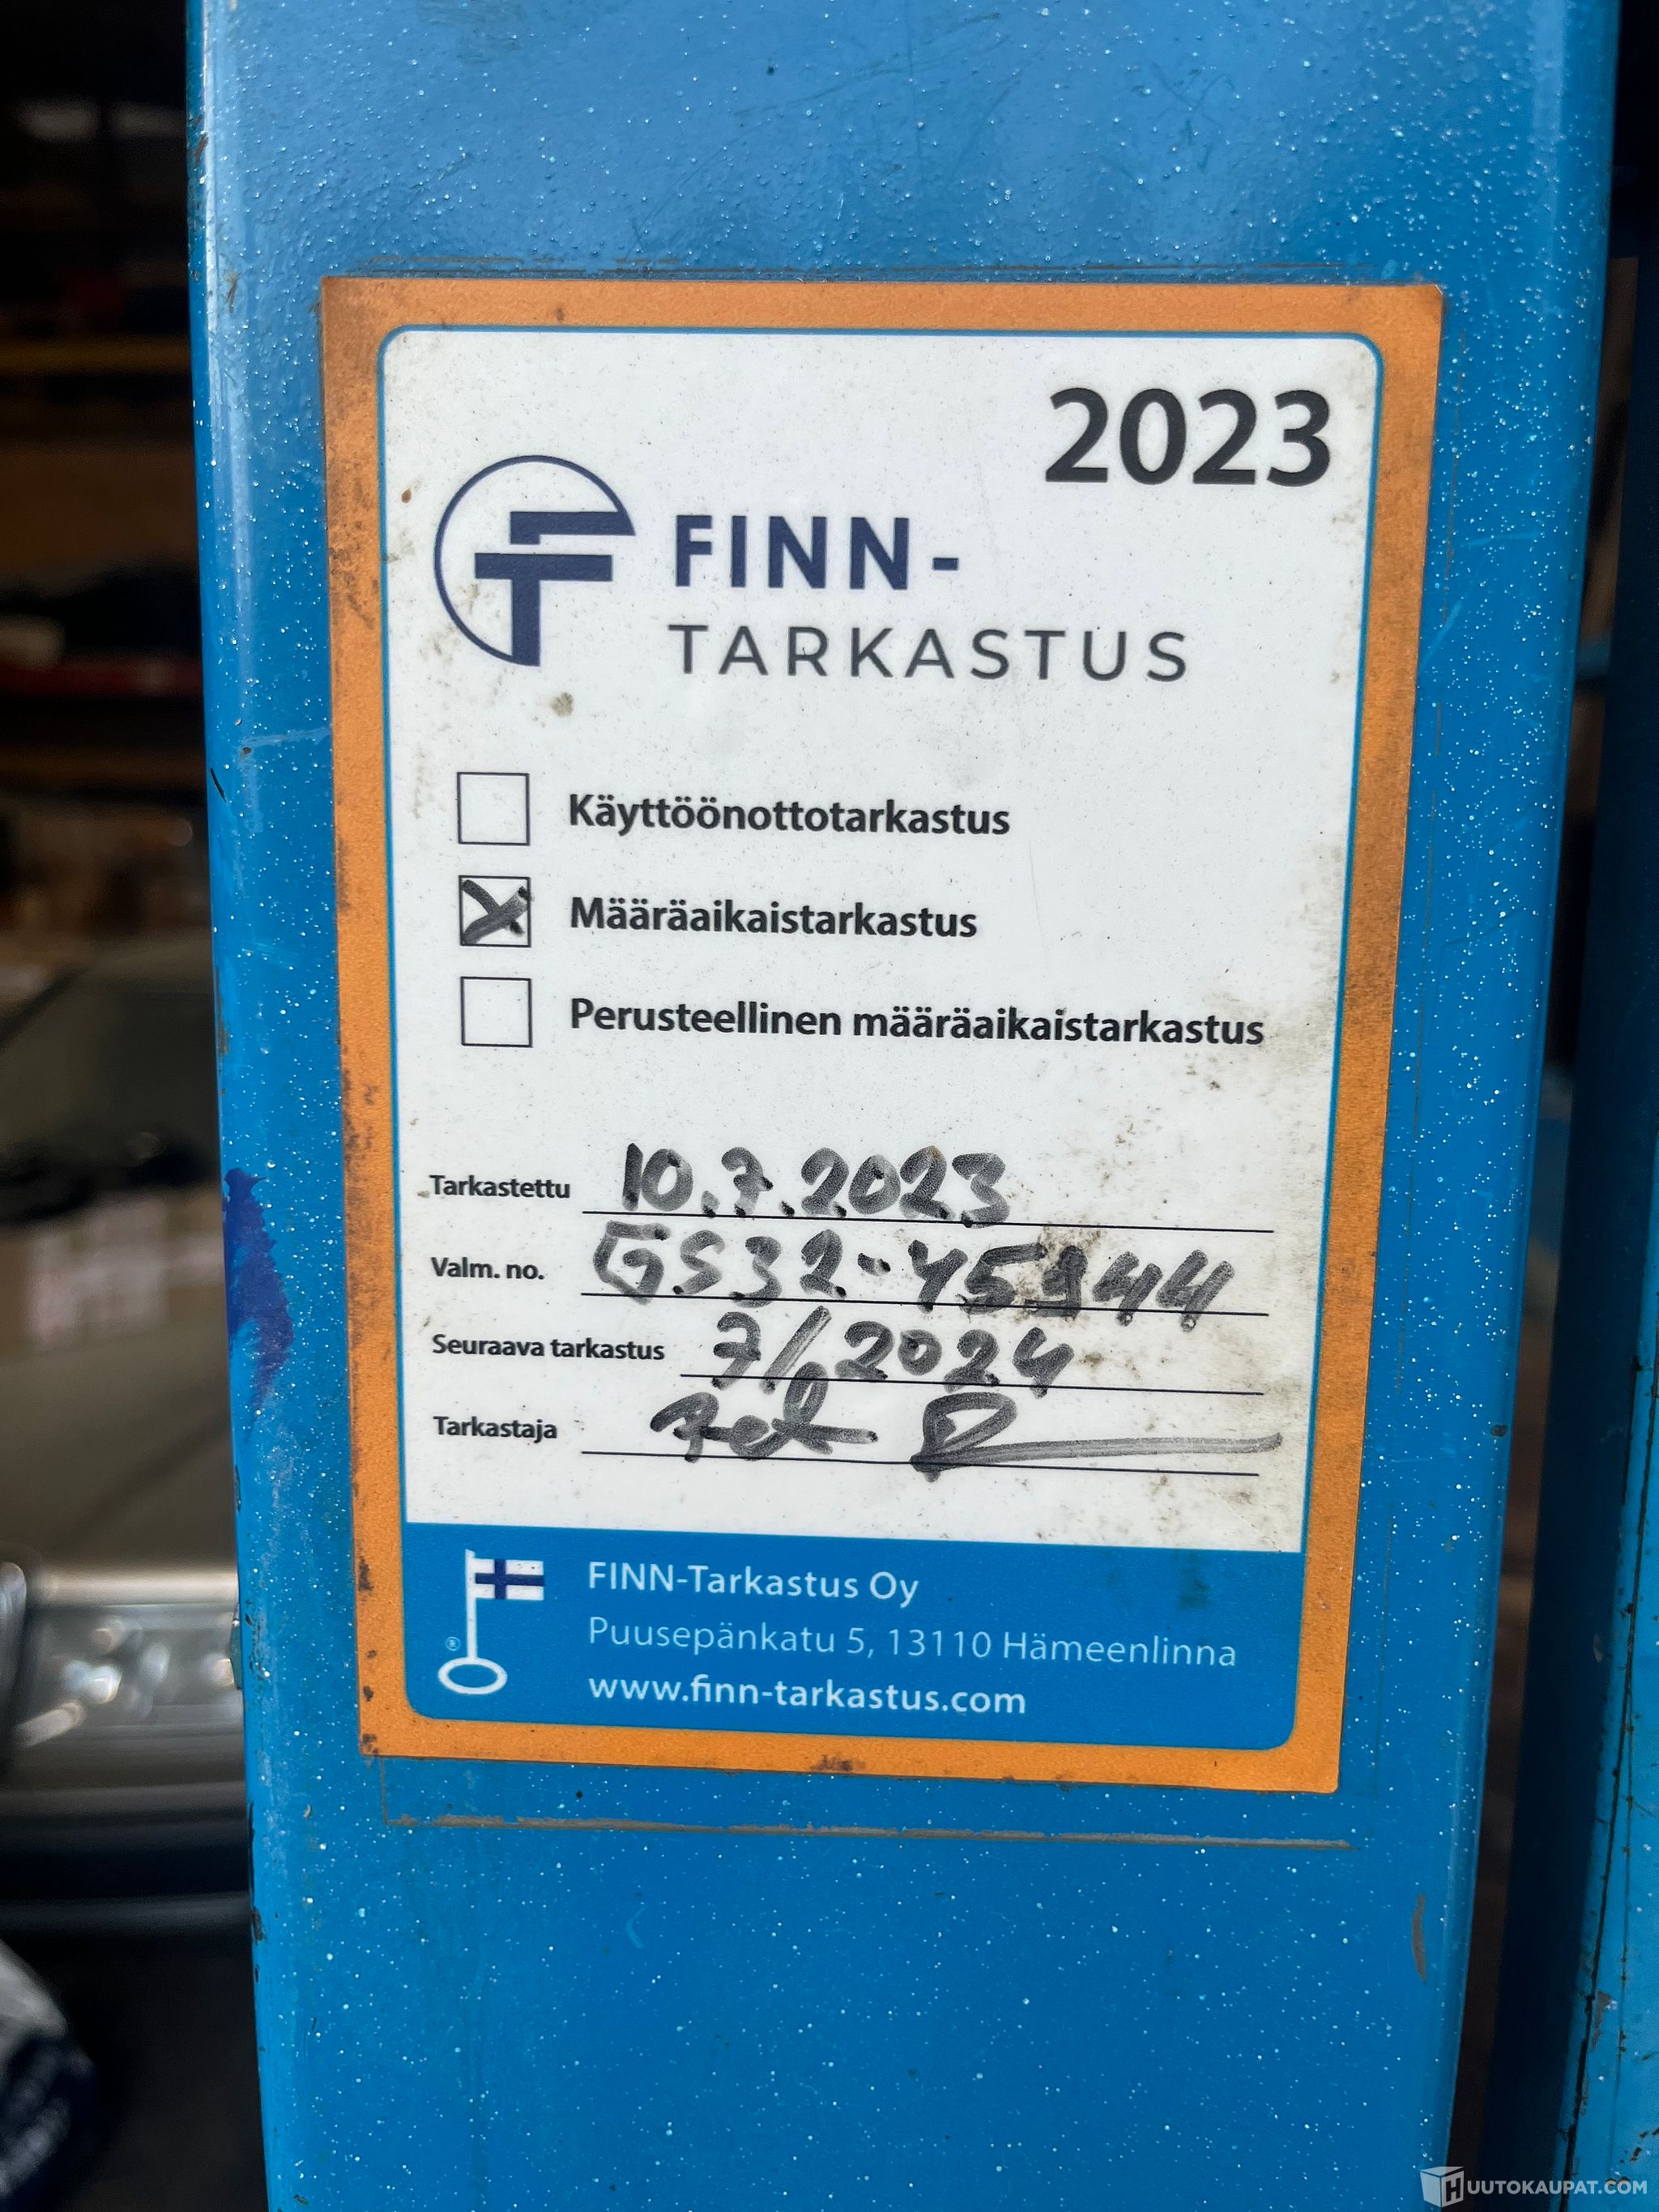 2023
FINN-
TARKASTUS
Käyttöönottotarkastus
Määräaikaistarkastus
Perusteellinen määräaikaistarkastus
Tarkastettu 10.7.2023
Valm. no. GS32-45944
Seuraava tarkastus 7/2024
Tarkastaja
FINN-Tarkastus Oy
® Puusepänkatu 5, 13110 Hämeenlinna
www.finn-tarkastus.com
HUUTOKAUPAT.COM